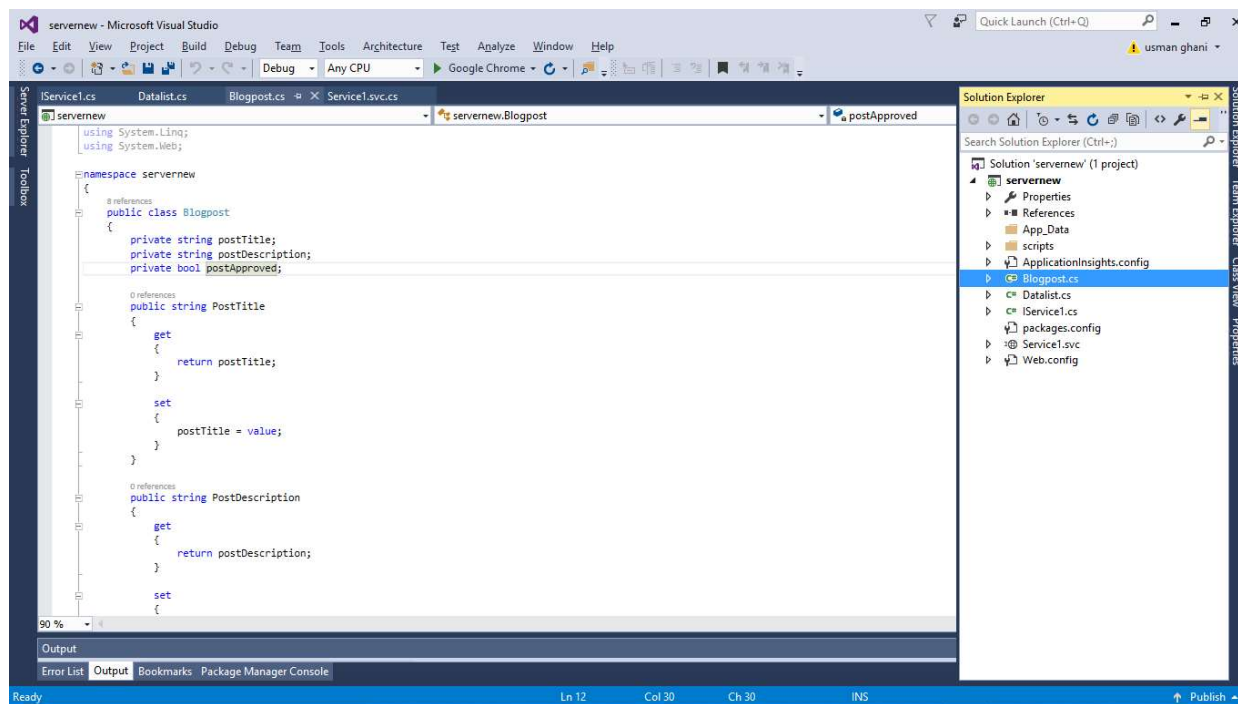 servernew - Microsoft Visual Studio
Quick Launch (Ctrl+Q)
File Edit View Project Build Debug Team Tools Architecture Test Analyze Window Help
usman ghani
Debug Any CPU Google Chrome
Server Explorer
Toolbox
IService1.cs Datalist.cs Blogpost.cs Service1.svc.cs
servernew servernew.Blogpost postApproved
using System.Linq;
using System.Web;
namespace servernew
{
8 references
public class Blogpost
{
private string postTitle;
private string postDescription;
private bool postApproved;
0 references
public string PostTitle
{
get
{
return postTitle;
}
set
{
postTitle = value;
}
}
0 references
public string PostDescription
{
get
{
return postDescription;
}
set
{
90 %
Output
Error List Output Bookmarks Package Manager Console
Solution Explorer
Search Solution Explorer (Ctrl+;)
Solution 'servernew' (1 project)
servernew
Properties
References
App_Data
scripts
ApplicationInsights.config
Blogpost.cs
Datalist.cs
IService1.cs
packages.config
Service1.svc
Web.config
Solution Explorer
Team Explorer
Class View
Properties
Ready Ln 12 Col 30 Ch 30 INS Publish